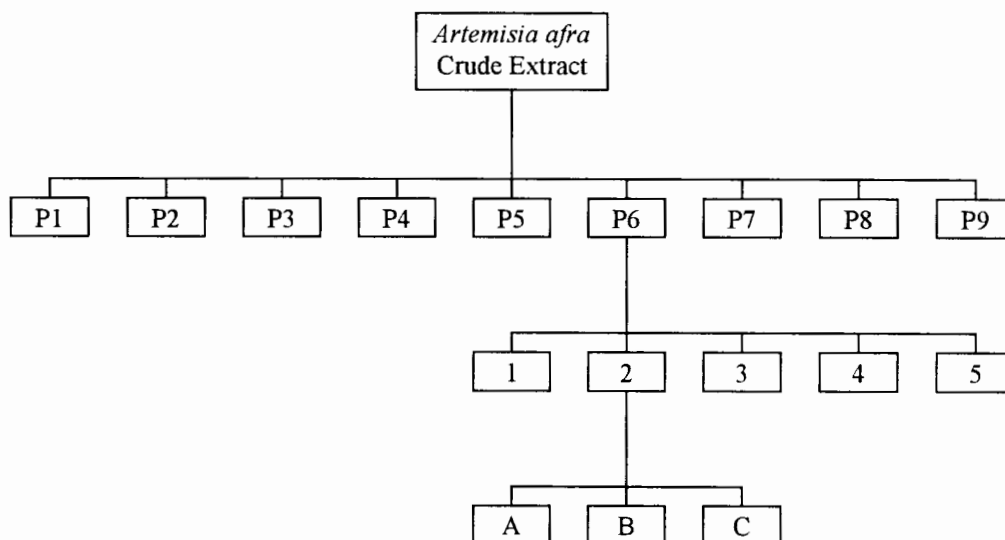 Artemisia afra
Crude Extract
P1 P2 P3 P4 P5 P6 P7 P8 P9
1 2 3 4 5
A B C